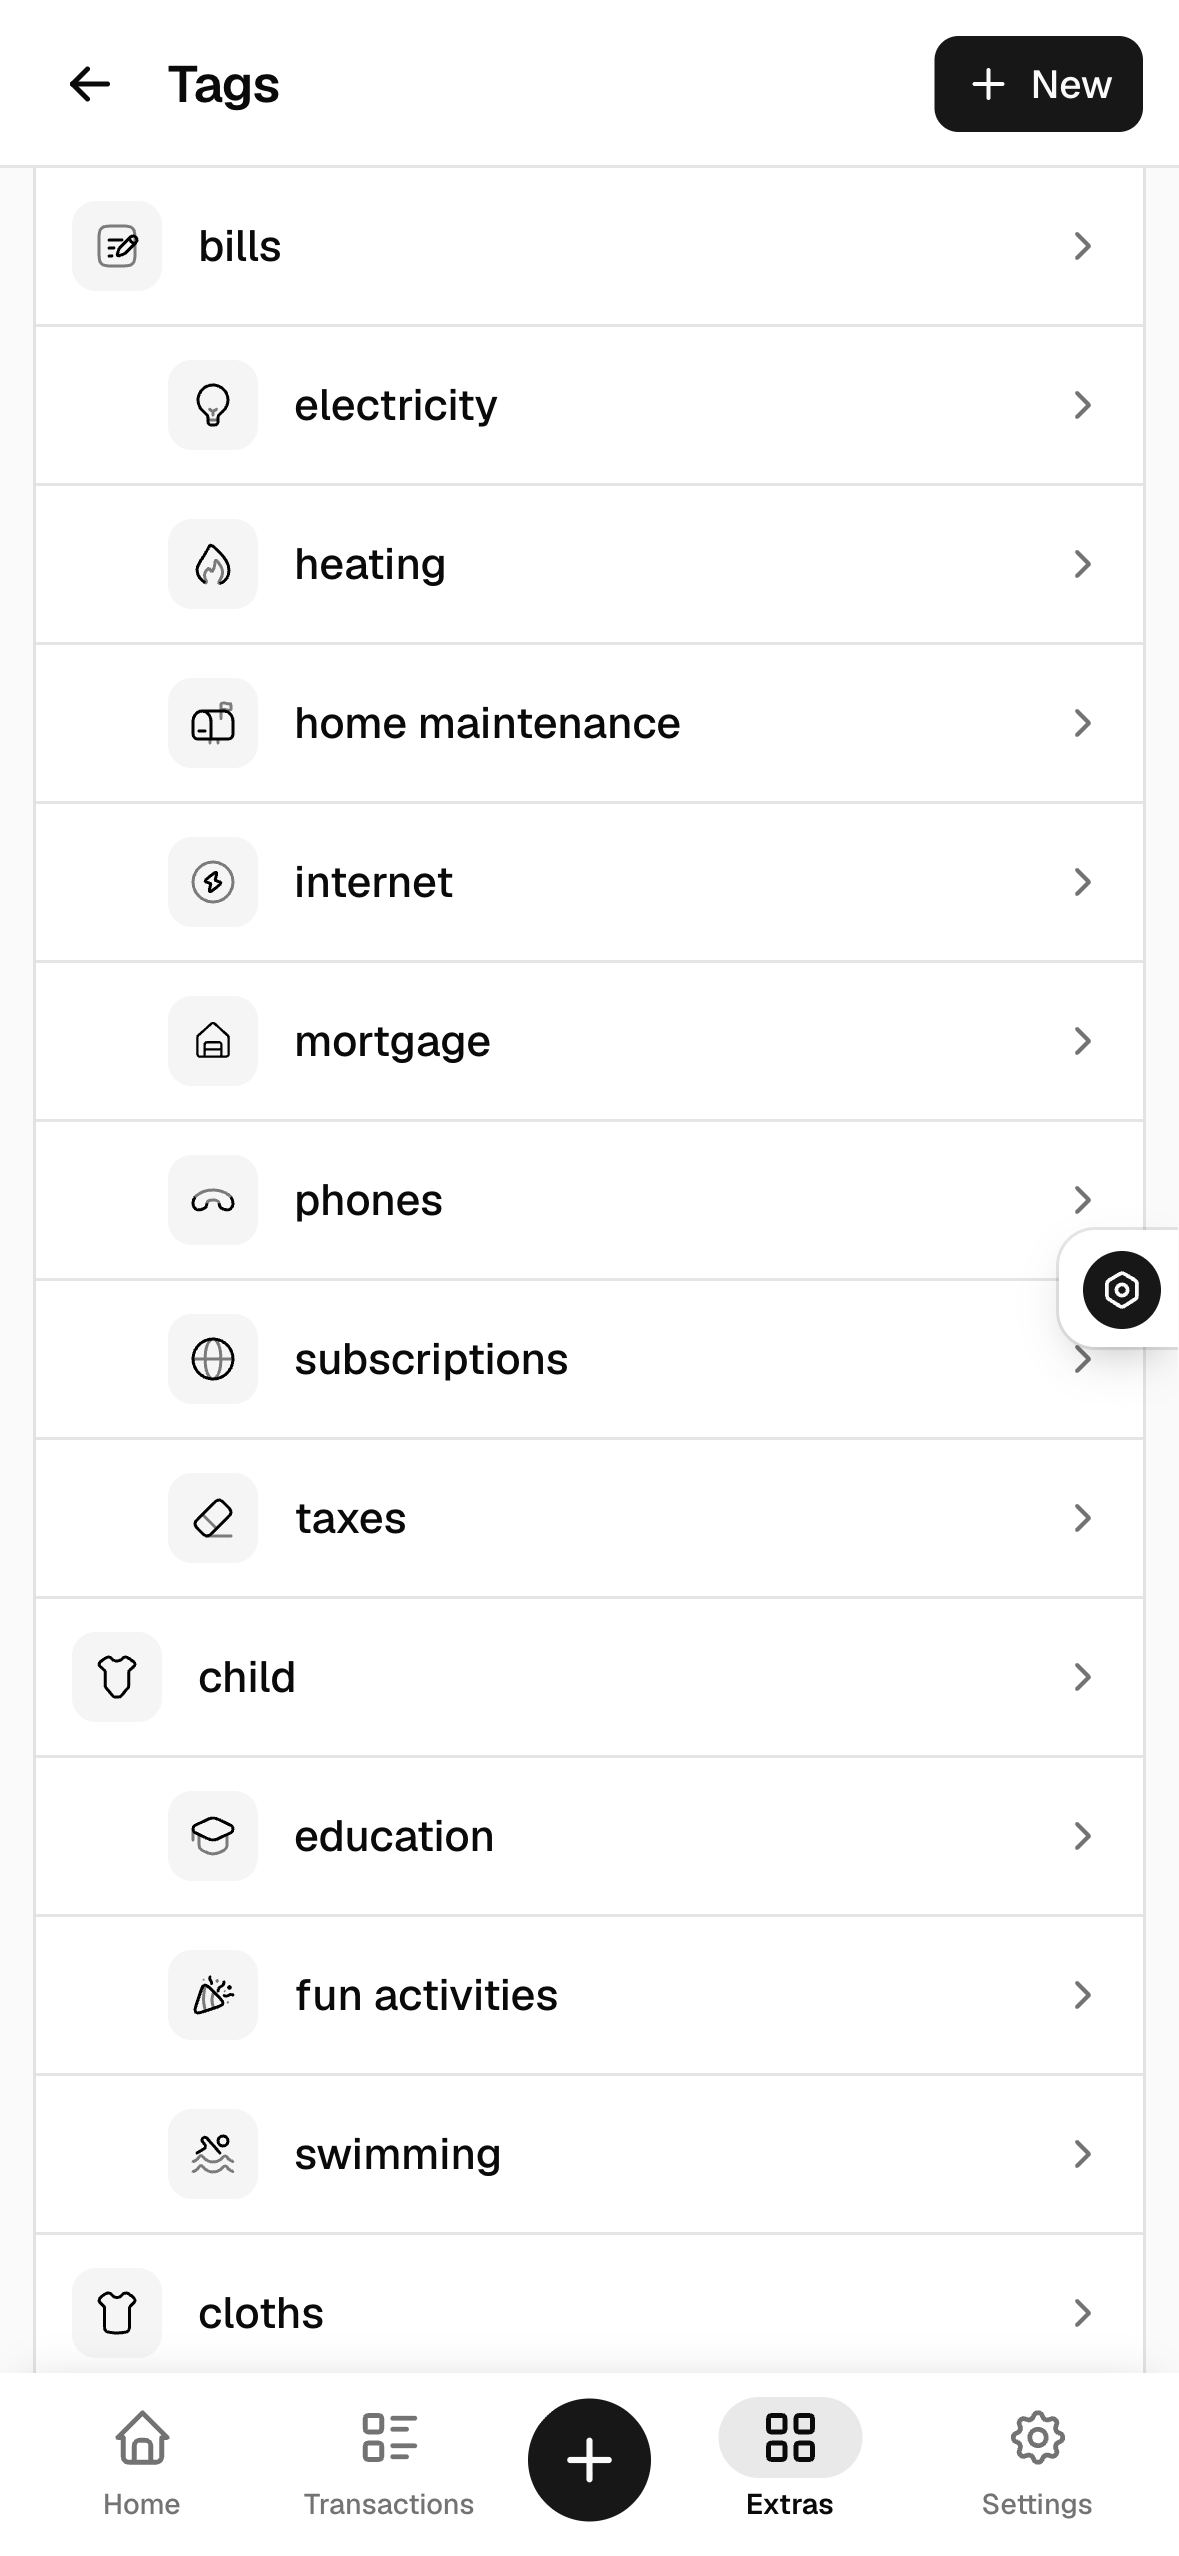 Tags
New
bills
electricity
heating
home maintenance
internet
mortgage
phones
subscriptions
taxes
child
education
fun activities
swimming
cloths
Home
Transactions
Extras
Settings